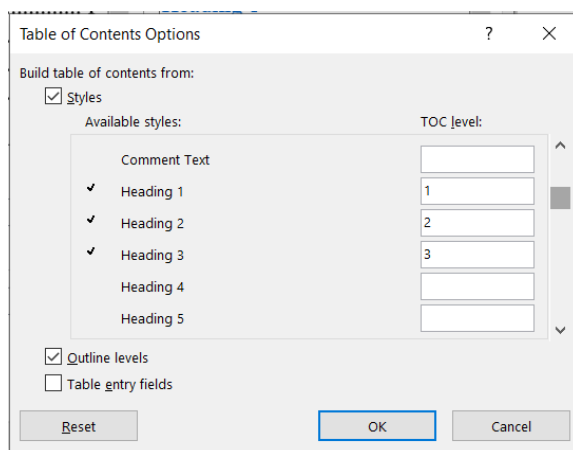 Table of Contents Options ? ×
Build table of contents from:
Styles
Available styles: TOC level:
Comment Text
Heading 1 1
Heading 2 2
Heading 3 3
Heading 4
Heading 5
Outline levels
Table entry fields
Reset OK Cancel